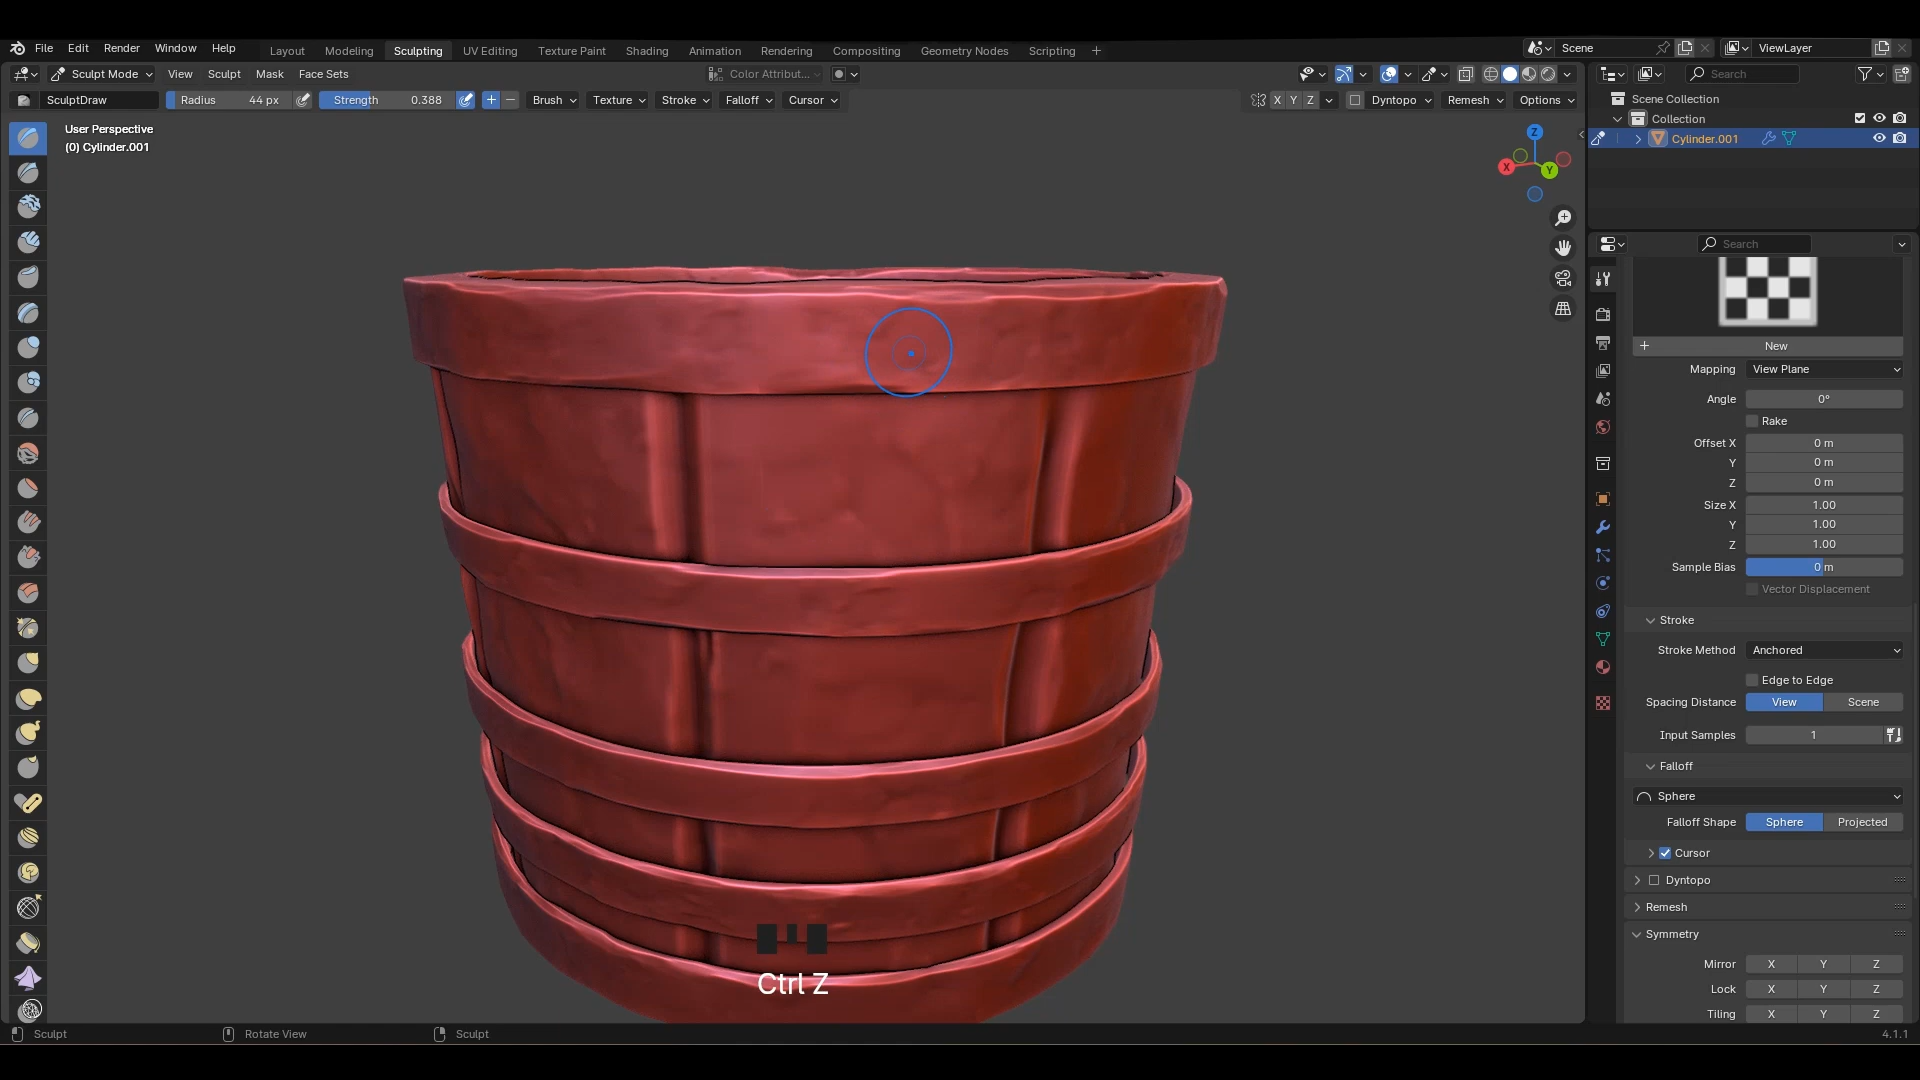 File Edit Render Window Help Layout Modeling Sculpting UV Editing Texture Paint Shading Animation Rendering Compositing Geometry Nodes Scripting + Scene ViewLayer
Sculpt Mode View Sculpt Mask Face Sets Color Attribut... Search
SculptDraw Radius 44 px Strength 0.388 + − Brush Texture Stroke Falloff Cursor X Y Z Dyntopo Remesh Options
Scene Collection
Collection
Cylinder.001
User Perspective
(0) Cylinder.001
Z
X Y
Search
+ New
Mapping View Plane
Angle 0°
Rake
Offset X 0 m
Y 0 m
Z 0 m
Size X 1.00
Y 1.00
Z 1.00
Sample Bias 0 m
Vector Displacement
Stroke
Stroke Method Anchored
Edge to Edge
Spacing Distance View Scene
Input Samples 1
Falloff
Sphere
Falloff Shape Sphere Projected
Cursor
Dyntopo
Remesh
Symmetry
Mirror X Y Z
Lock X Y Z
Tiling X Y Z
Ctrl Z
Sculpt Rotate View Sculpt 4.1.1